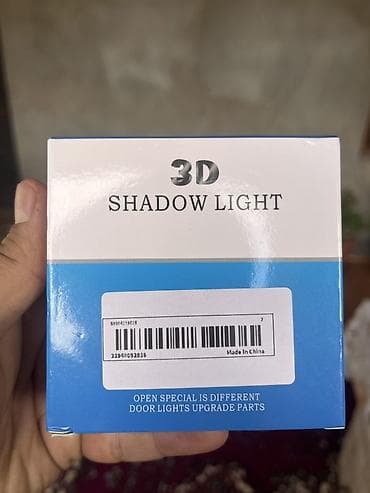 3D
SHADOW LIGHT
Made in China
OPEN SPECIAL IS DIFFERENT
DOOR LIGHTS UPGRADE PARTS